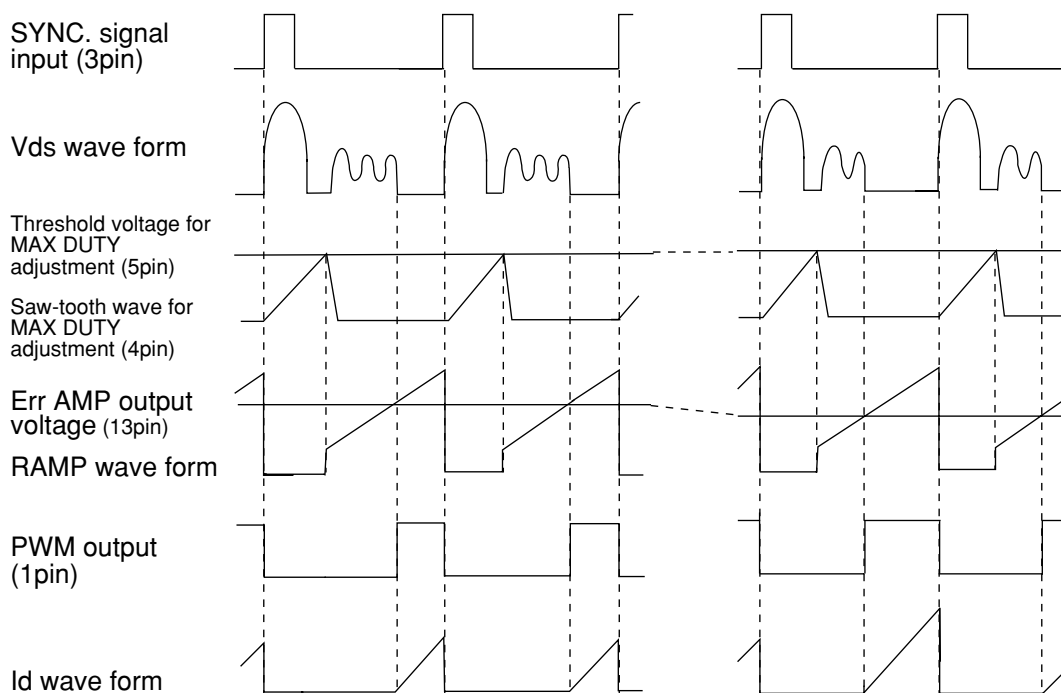 SYNC. signal
input (3pin)
Vds wave form
Threshold voltage for
MAX DUTY
adjustment (5pin)
Saw-tooth wave for
MAX DUTY
adjustment (4pin)
Err AMP output
voltage (13pin)
RAMP wave form
PWM output
(1pin)
Id wave form